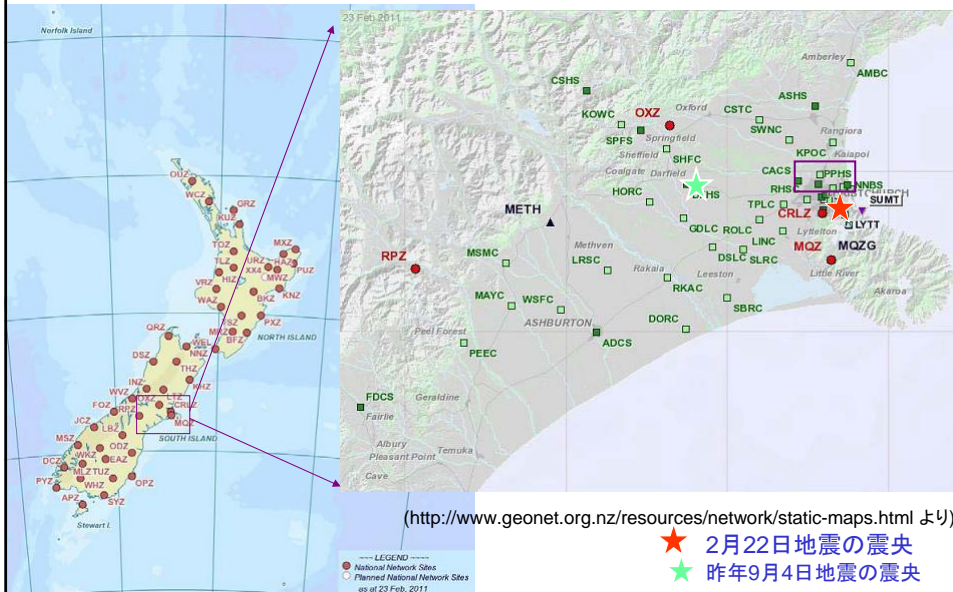 Norfolk Island
OUZ
WCZ
GRZ
KUZ
TOZ
MXZ
TLZ
URZ
HAZ
XX4
PUZ
HIZ
MWZ
VRZ
KNZ
BKZ
WAZ
TSZ
PXZ
QRZ
MRZ
BFZ
WEL
NORTH ISLAND
NNZ
DSZ
THZ
INZ
KHZ
WVZ
OXZ
LTZ
FOZ
RPZ
CRLZ
JCZ
LBZ
MQZ
MSZ
ODZ
SOUTH ISLAND
WKZ
EAZ
DCZ
MLZ
TUZ
PYZ
WHZ
OPZ
APZ
SYZ
Stewart I.
---- LEGEND ----
National Network Sites
Planned National Network Sites
as at 23 Feb, 2011
23 Feb 2011
Amberley
AMBC
CSHS
OXZ
Oxford
CSTC
ASHS
KOWC
SWNC
Rangiora
SPFS
Springfield
KPOC
Kaiapoi
Sheffield
SHFC
Coalgate
Darfield
CACS
PPHS
HORC
RHS
NNBS
TPLC
SUMT
METH
CRLZ
LYTT
GDLC
ROLC
Lyttelton
LINC
MQZ
MQZG
RPZ
MSMC
Methven
DSLC
SLRC
LRSC
Rakaia
Leeston
Little River
RKAC
Akaroa
MAYC
WSFC
SBRC
ASHBURTON
DORC
Peel Forest
ADCS
PEEC
FDCS
Geraldine
Fairlie
Albury
Pleasant Point
Temuka
Cave
(http://www.geonet.org.nz/resources/network/static-maps.html より)
2月22日地震の震央
昨年9月4日地震の震央